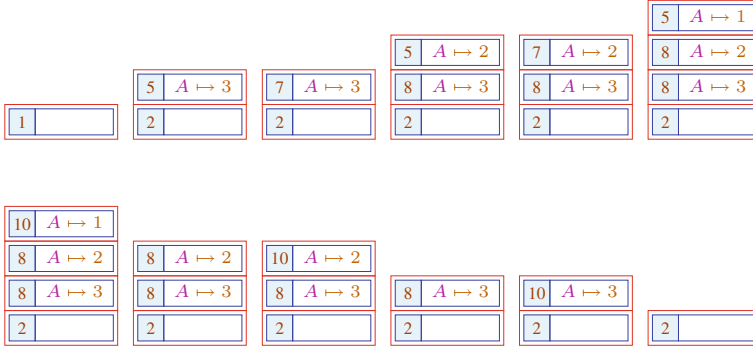 5 A ↦ 1
5 A ↦ 2 7 A ↦ 2 8 A ↦ 2
5 A ↦ 3 7 A ↦ 3 8 A ↦ 3 8 A ↦ 3 8 A ↦ 3
1 2 2 2 2 2
10 A ↦ 1
8 A ↦ 2 8 A ↦ 2 10 A ↦ 2
8 A ↦ 3 8 A ↦ 3 8 A ↦ 3 8 A ↦ 3 10 A ↦ 3
2 2 2 2 2 2